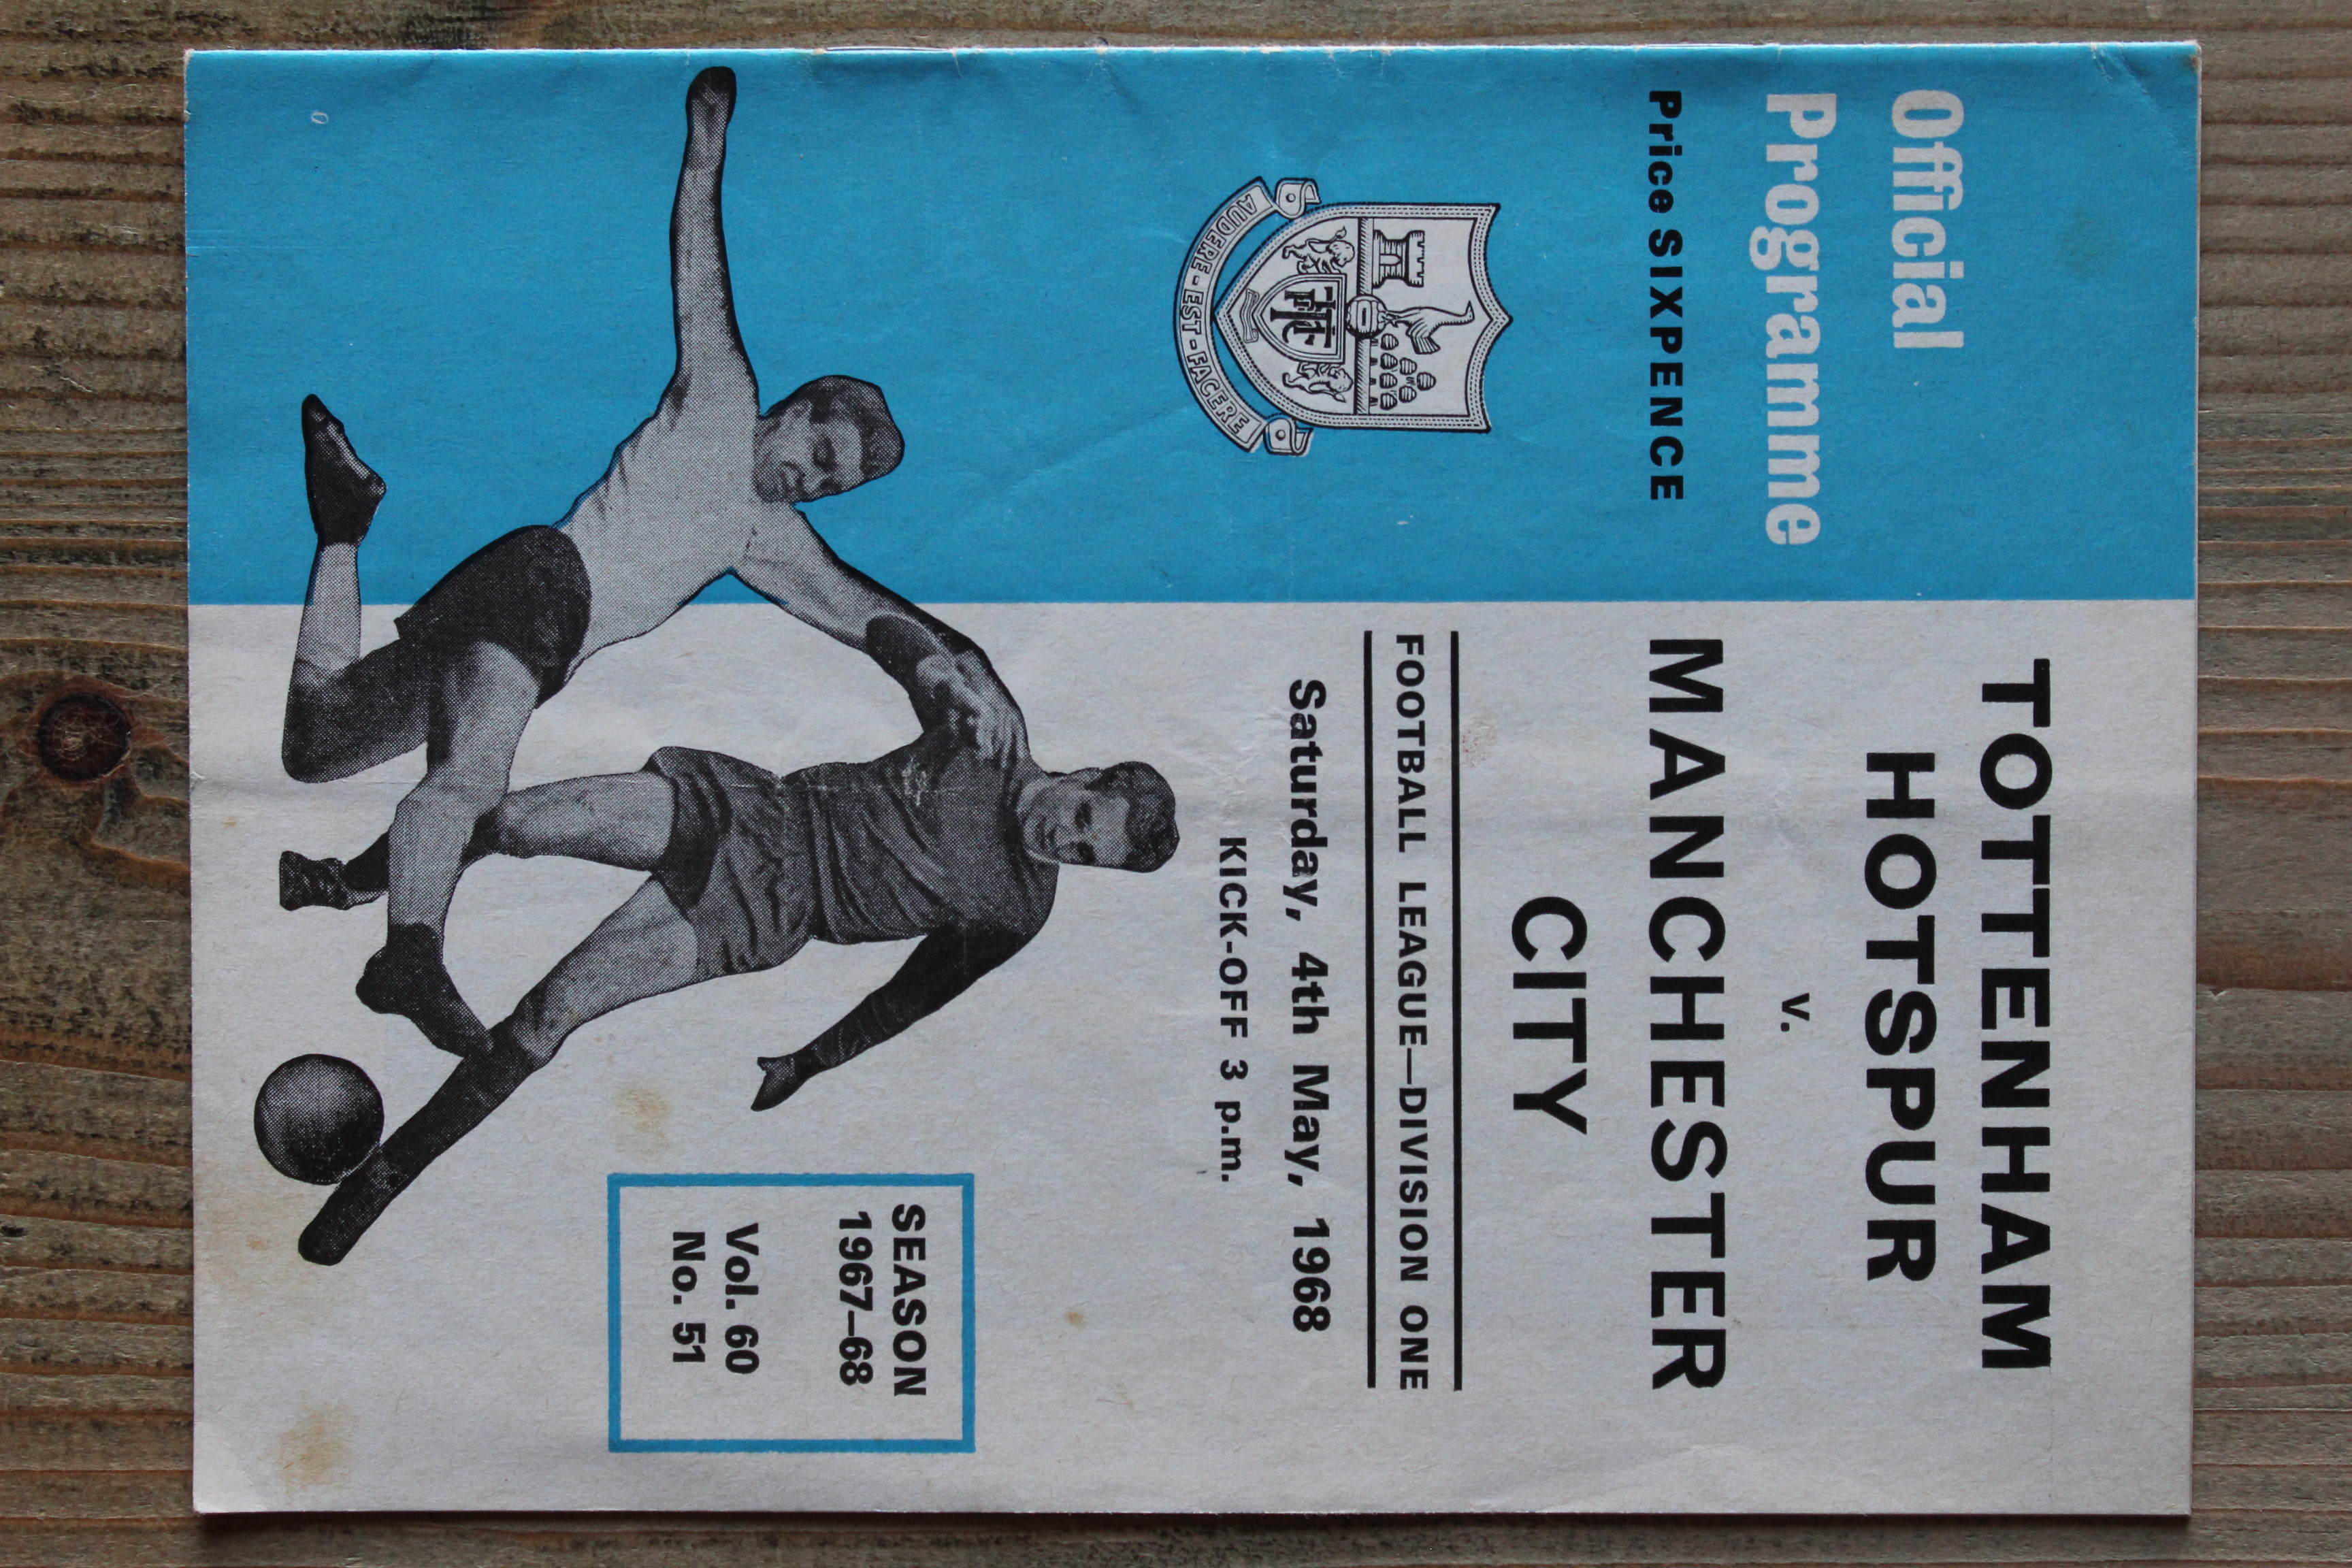 Official
Programme
Price SIXPENCE
AUDERE - EST - FACERE
TOTTENHAM
HOTSPUR
v.
MANCHESTER
CITY
FOOTBALL LEAGUE—DIVISION ONE
Saturday, 4th May, 1968
KICK-OFF 3 p.m.
SEASON
1967–68
Vol. 60
No. 51